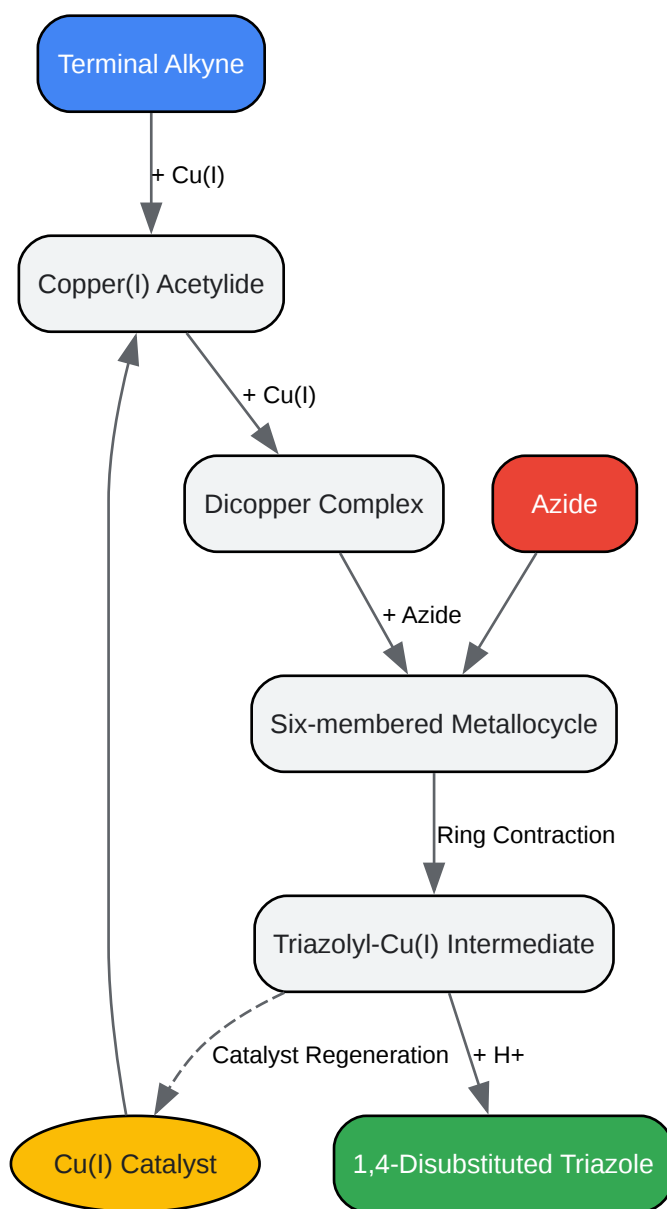 Terminal Alkyne
+ Cu(I)
Copper(I) Acetylide
+ Cu(I)
Dicopper Complex
Azide
+ Azide
Six-membered Metallocycle
Ring Contraction
Triazolyl-Cu(I) Intermediate
Catalyst Regeneration
+ H+
Cu(I) Catalyst
1,4-Disubstituted Triazole